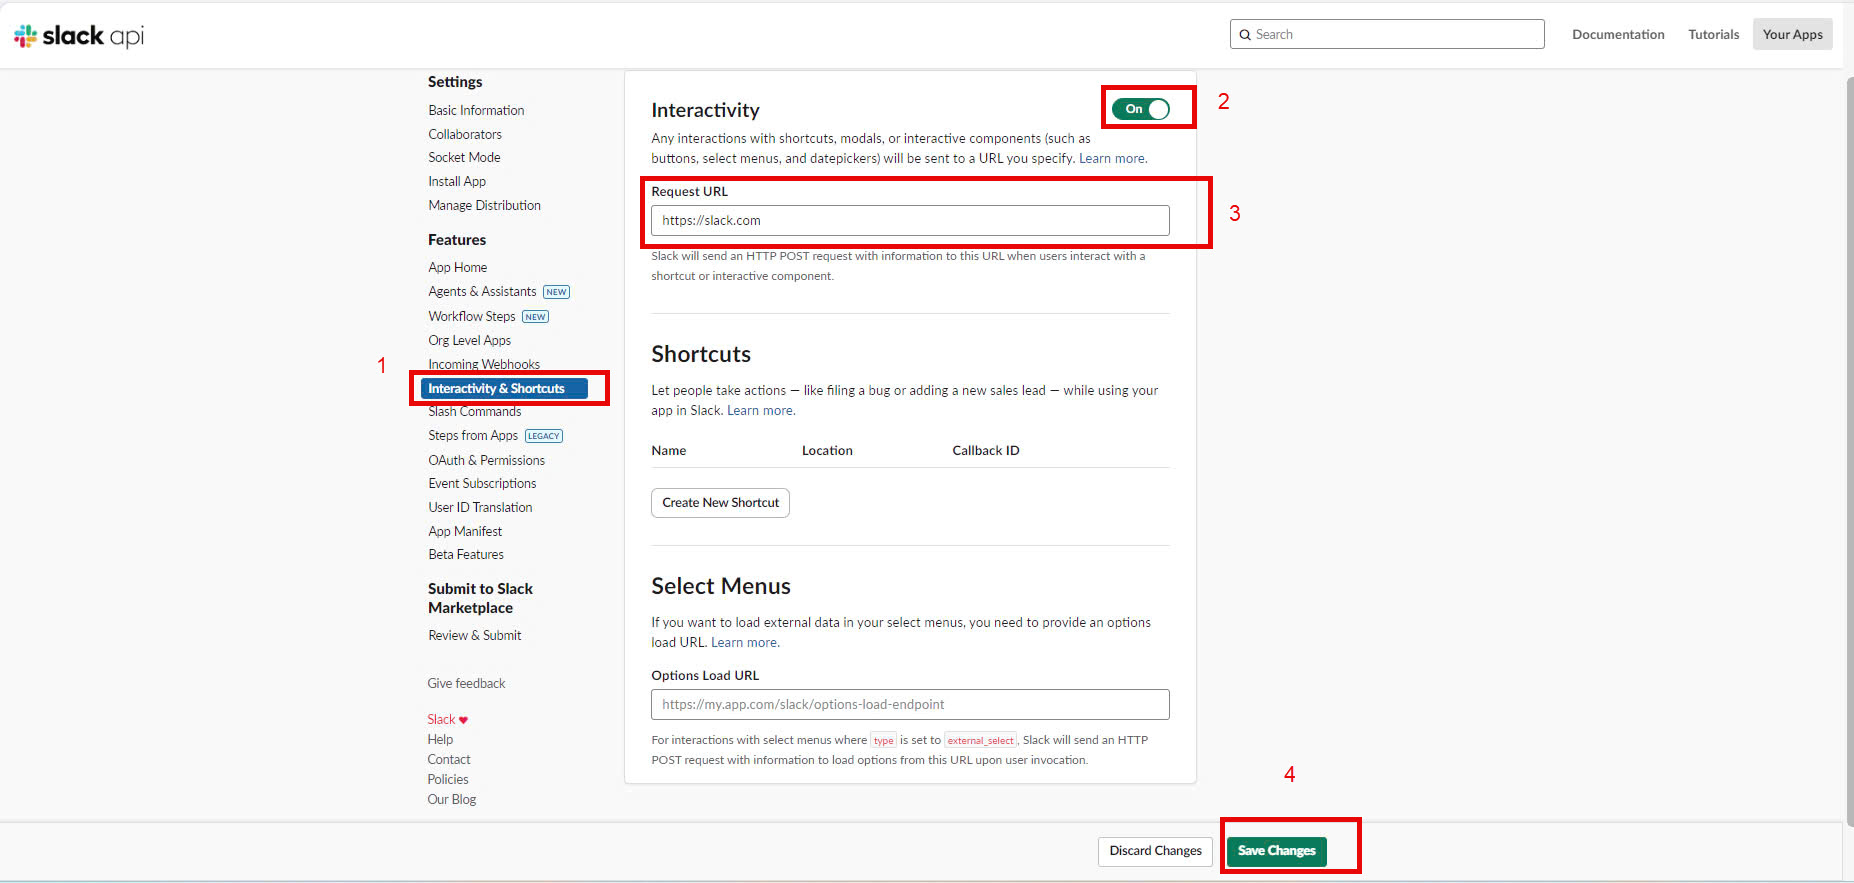 slack api
Search
Documentation
Tutorials
Your Apps
Settings
Basic Information
Collaborators
Socket Mode
Install App
Manage Distribution
Features
App Home
Agents & Assistants NEW
Workflow Steps NEW
Org Level Apps
Incoming Webhooks
1
Interactivity & Shortcuts
Slash Commands
Steps from Apps LEGACY
OAuth & Permissions
Event Subscriptions
User ID Translation
App Manifest
Beta Features
Submit to Slack
Marketplace
Review & Submit
Give feedback
Slack ♥
Help
Contact
Policies
Our Blog
Interactivity
On
2
Any interactions with shortcuts, modals, or interactive components (such as
buttons, select menus, and datepickers) will be sent to a URL you specify. Learn more.
Request URL
https://slack.com
3
Slack will send an HTTP POST request with information to this URL when users interact with a
shortcut or interactive component.
Shortcuts
Let people take actions — like filing a bug or adding a new sales lead — while using your
app in Slack. Learn more.
Name Location Callback ID
Create New Shortcut
Select Menus
If you want to load external data in your select menus, you need to provide an options
load URL. Learn more.
Options Load URL
https://my.app.com/slack/options-load-endpoint
For interactions with select menus where type is set to external_select, Slack will send an HTTP
POST request with information to load options from this URL upon user invocation.
4
Discard Changes
Save Changes